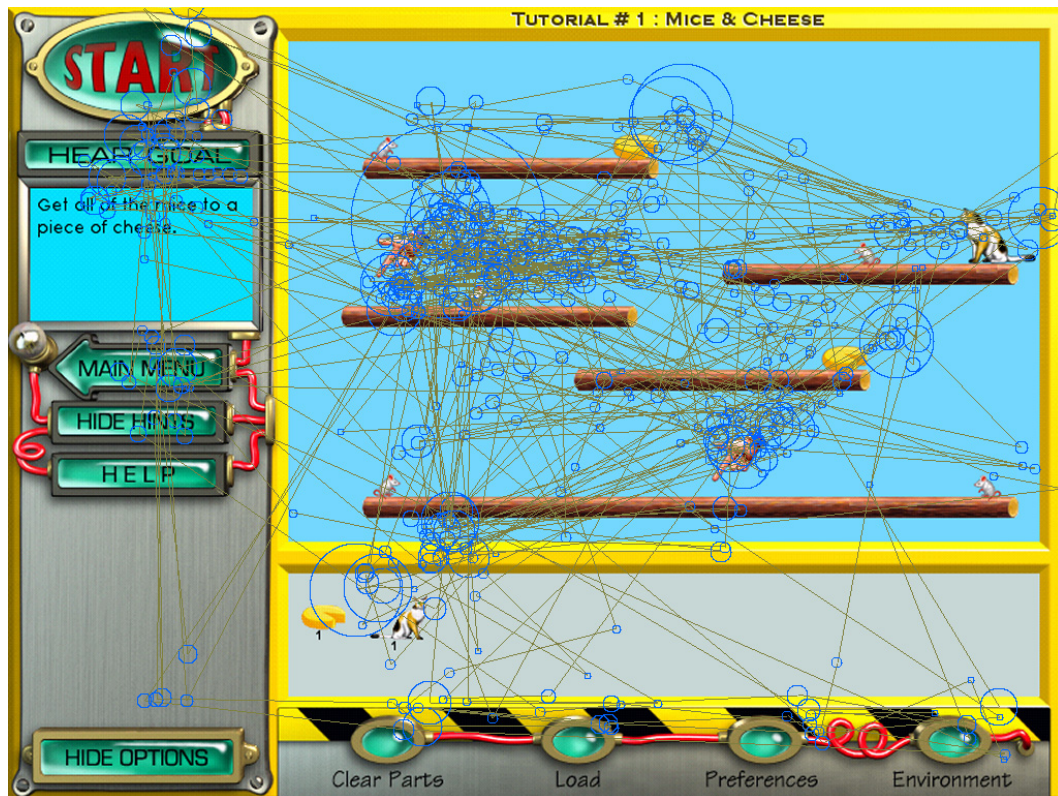 TUTORIAL # 1 : MICE & CHEESE
START
HEAR GOAL
Get all of the mice to a
piece of cheese.
MAIN MENU
HIDE HINTS
HELP
1
1
HIDE OPTIONS
Clear Parts
Load
Preferences
Environment